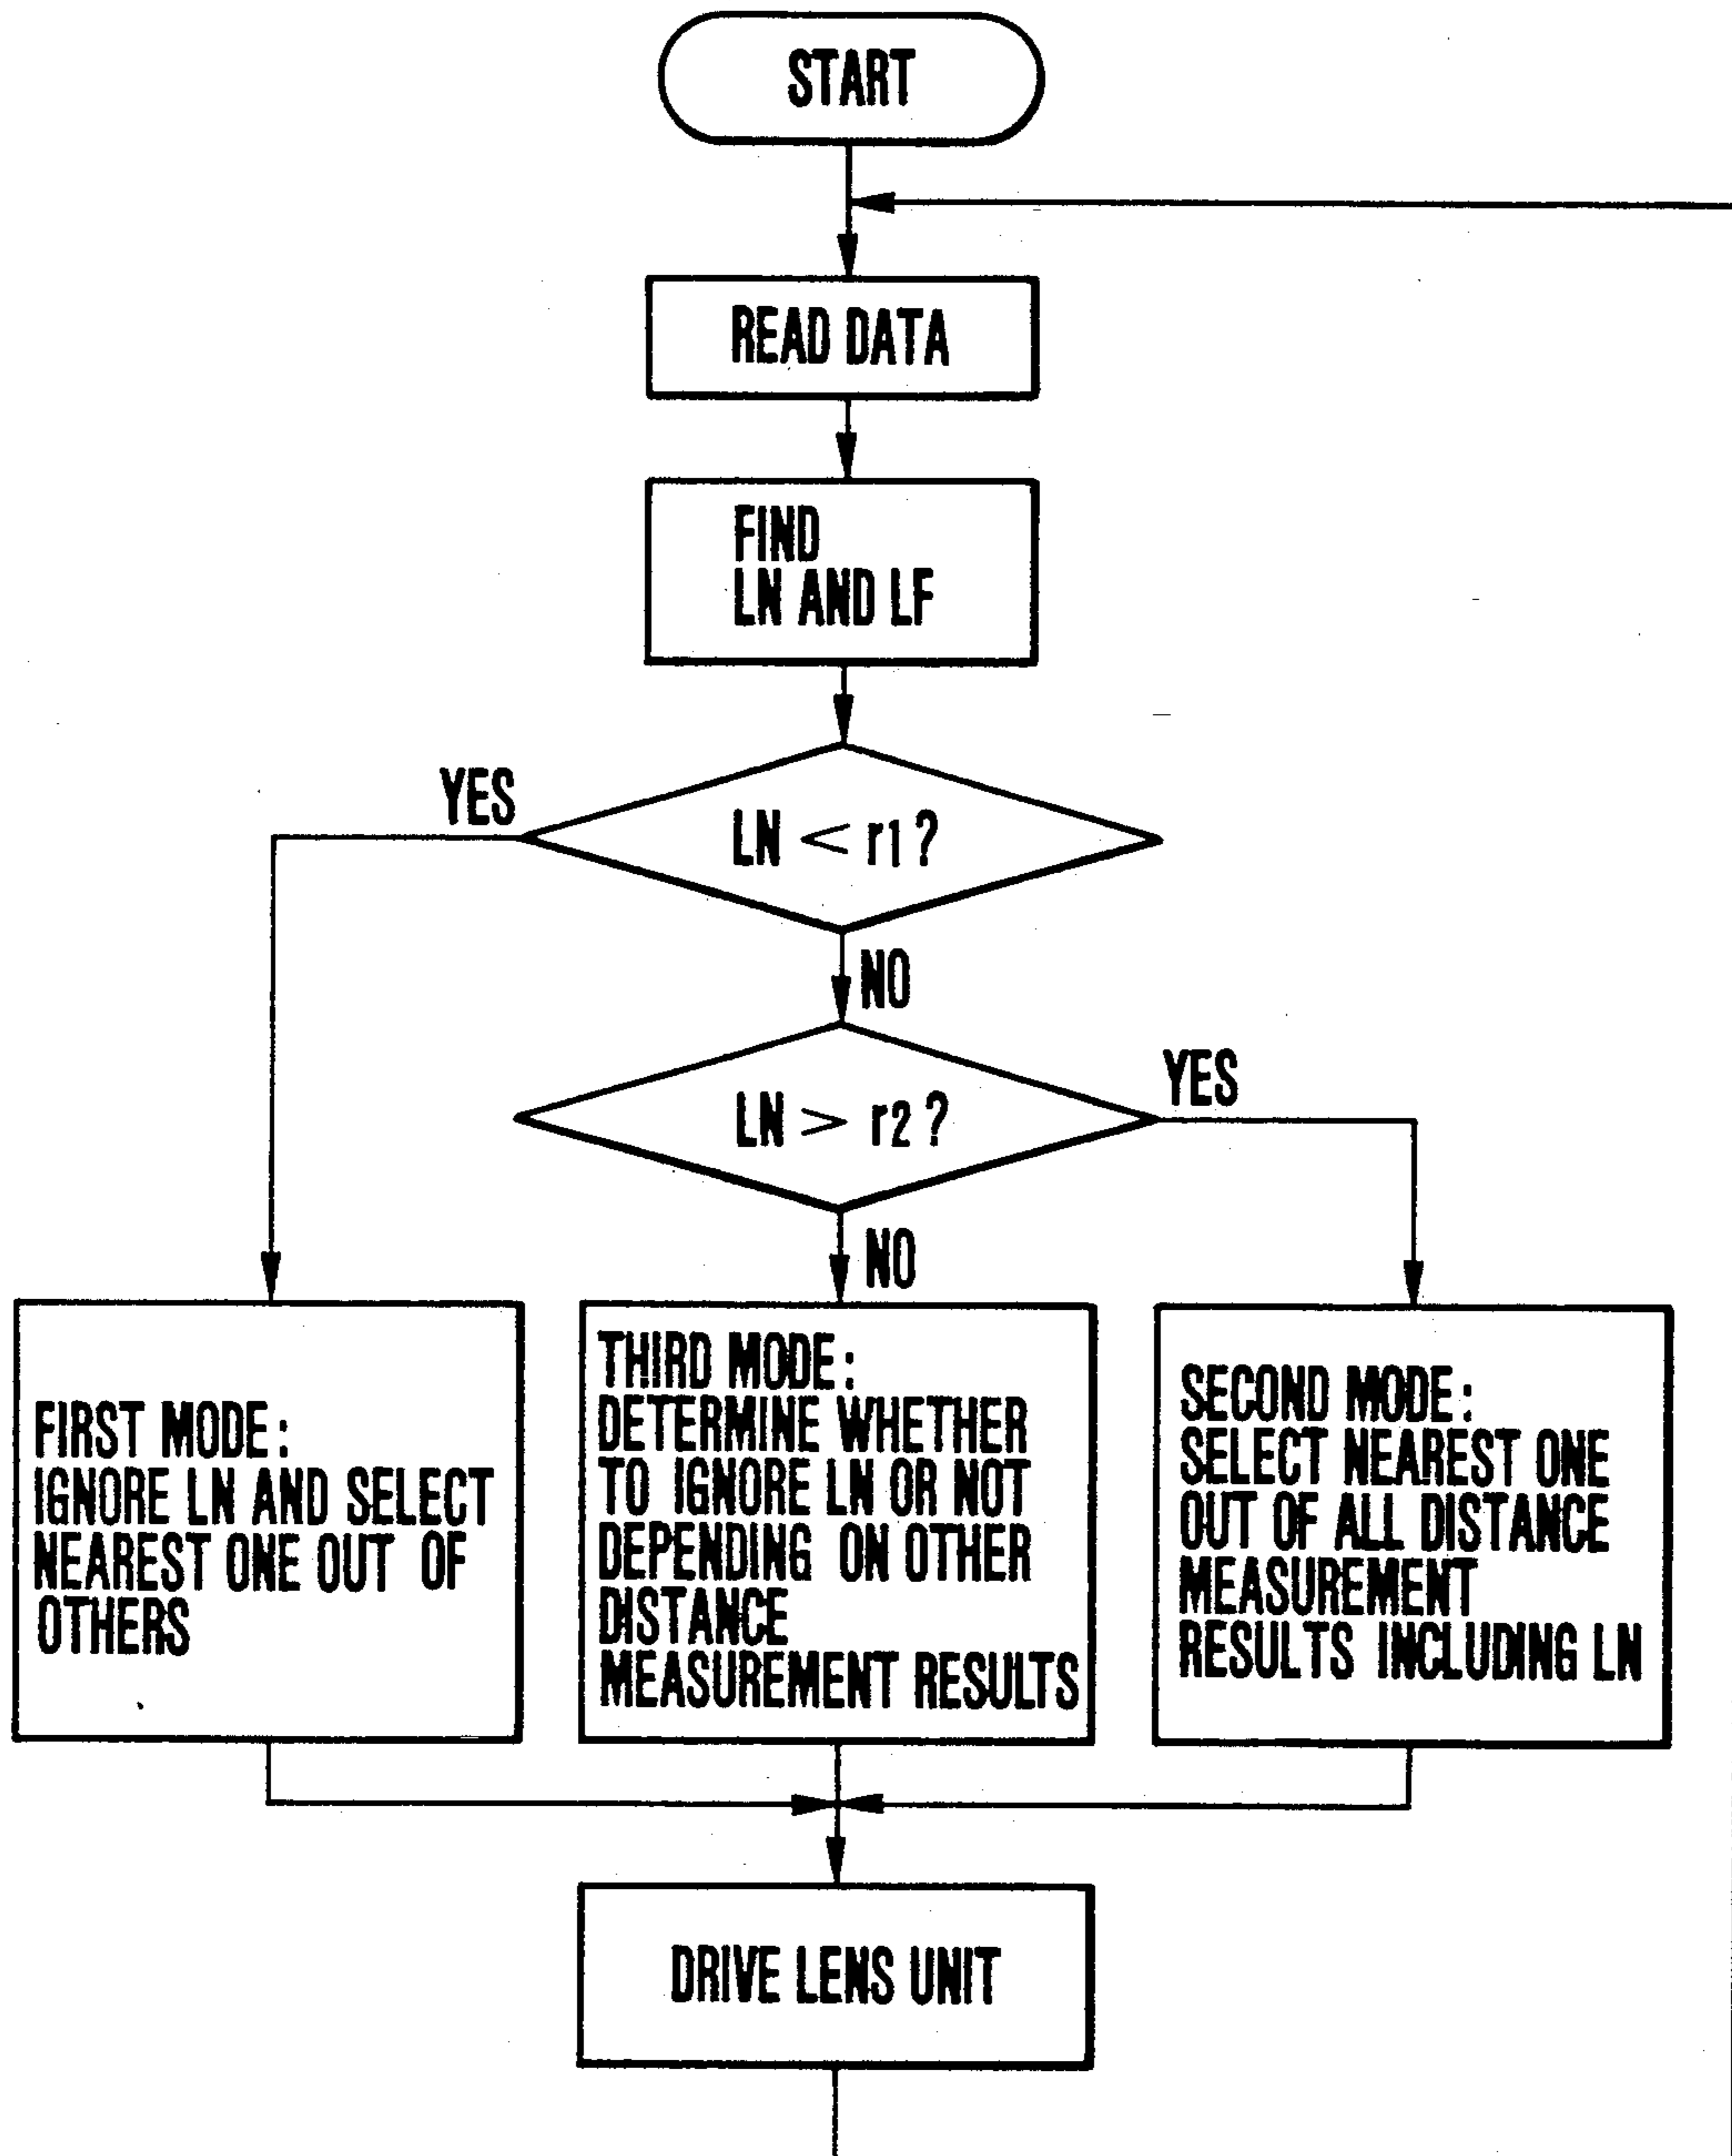 START
READ DATA
FIND
LN AND LF
YES
LN < r1?
NO
YES
LN > r2?
NO
FIRST MODE:
IGNORE LN AND SELECT
NEAREST ONE OUT OF
OTHERS
THIRD MODE:
DETERMINE WHETHER
TO IGNORE LN OR NOT
DEPENDING ON OTHER
DISTANCE
MEASUREMENT RESULTS
SECOND MODE:
SELECT NEAREST ONE
OUT OF ALL DISTANCE
MEASUREMENT
RESULTS INCLUDING LN
DRIVE LENS UNIT